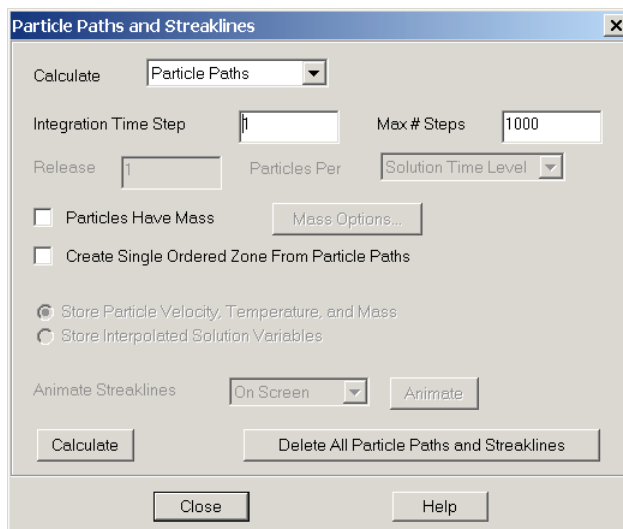 Particle Paths and Streaklines
Calculate Particle Paths
Integration Time Step 1 Max # Steps 1000
Release 1 Particles Per Solution Time Level
Particles Have Mass Mass Options...
Create Single Ordered Zone From Particle Paths
Store Particle Velocity, Temperature, and Mass
Store Interpolated Solution Variables
Animate Streaklines On Screen Animate
Calculate Delete All Particle Paths and Streaklines
Close Help